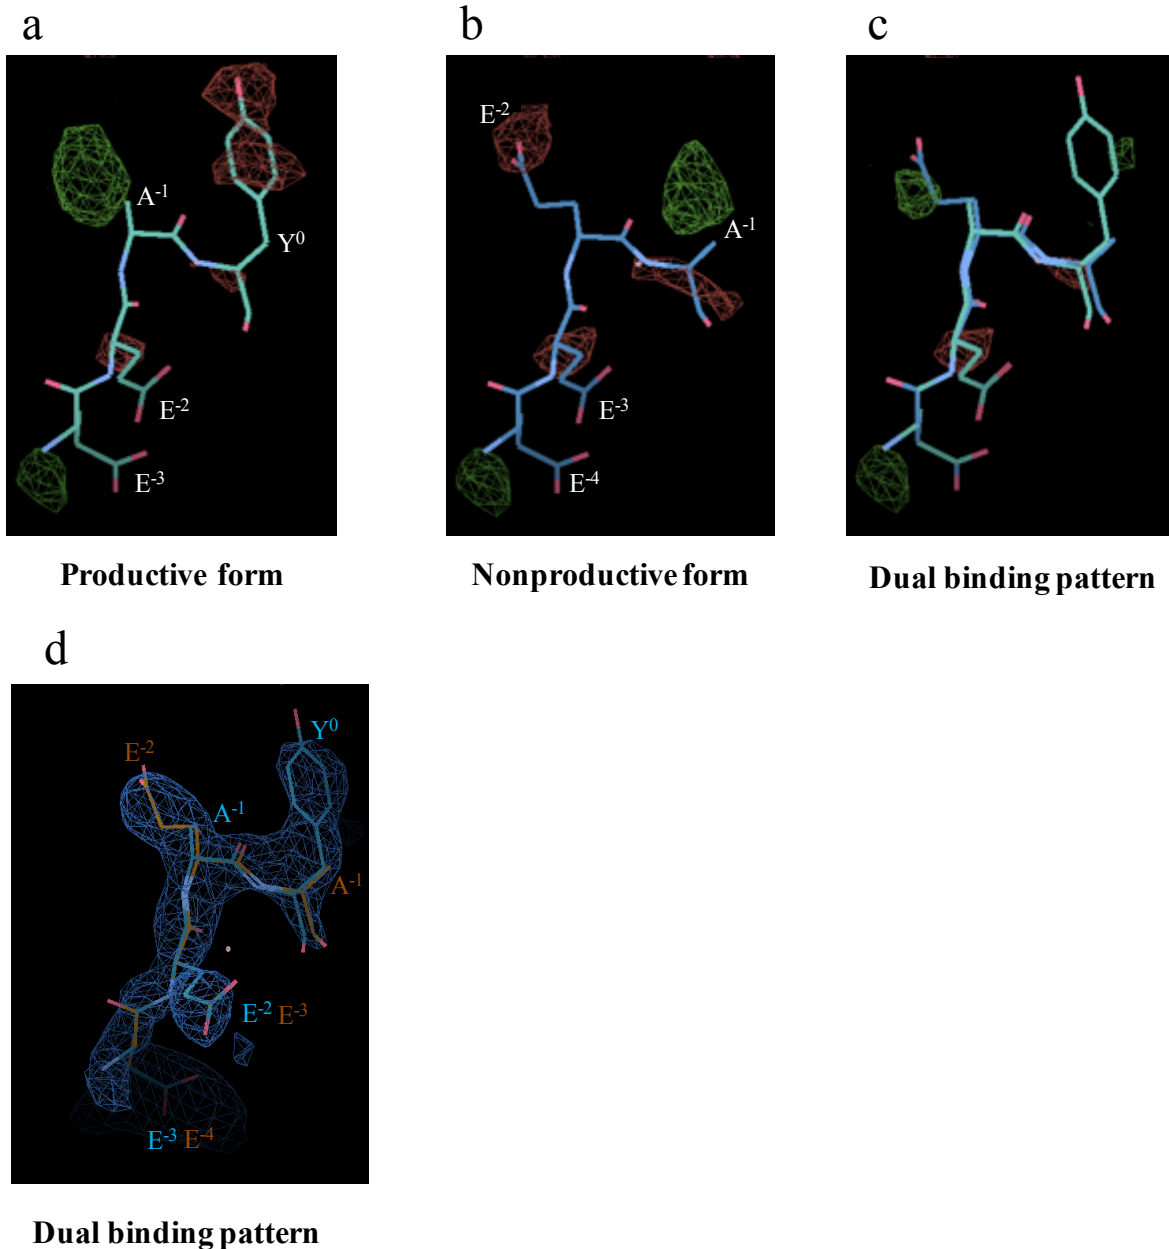 a
b
c
A⁻¹
Y⁰
E⁻²
E⁻³
E⁻²
A⁻¹
E⁻³
E⁻⁴
Productive form
Nonproductive form
Dual binding pattern
d
Y⁰
E⁻²
A⁻¹
A⁻¹
E⁻² E⁻³
E⁻³ E⁻⁴
Dual binding pattern